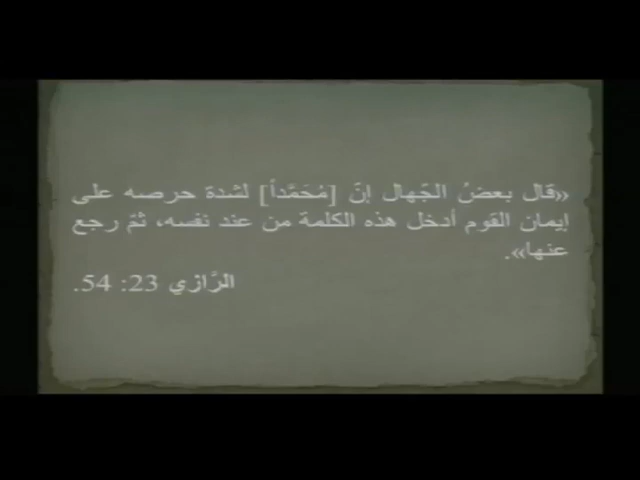 «قال بعضُ الجّهال إنّ [مُحَمَّداً] لشدة حرصه على
إيمان القوم أدخل هذه الكلمة من عند نفسه، ثمّ رجع
عنها».
الرَّازي 23: 54.